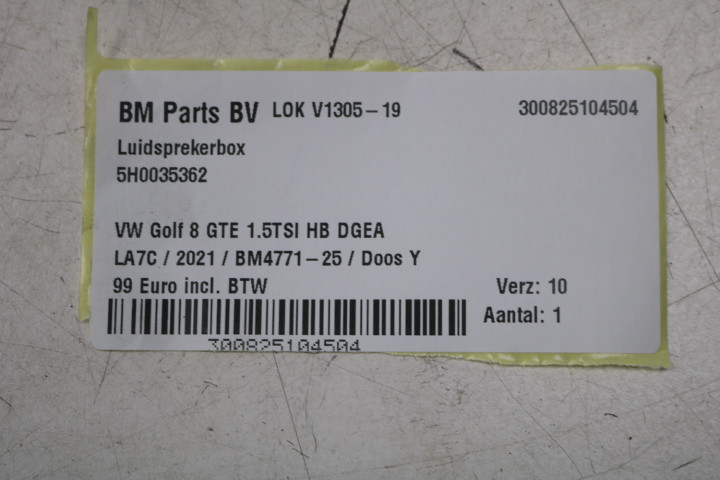 BM Parts BV LOK V1305-19 300825104504
Luidsprekerbox
5H0035362
VW Golf 8 GTE 1.5TSI HB DGEA
LA7C / 2021 / BM4771-25 / Doos Y
99 Euro incl. BTW Verz: 10
Aantal: 1
300825104504